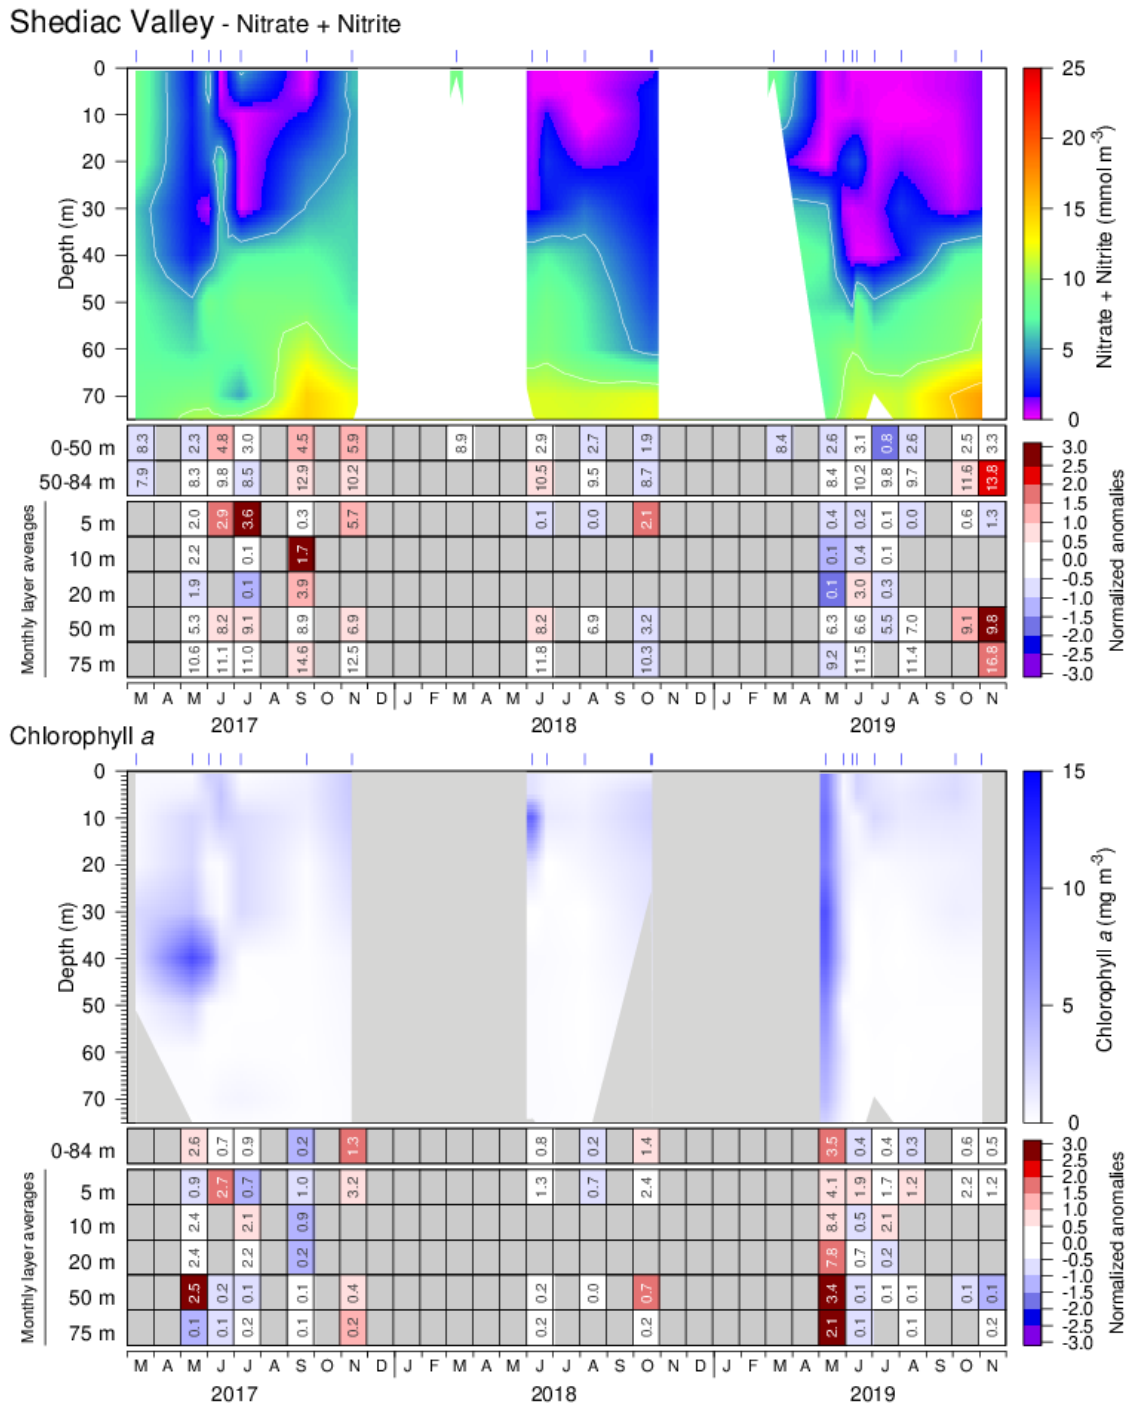 Shediac Valley - Nitrate + Nitrite
0
10
20
30
40
50
60
70
Depth (m)
25
20
15
10
5
0
Nitrate + Nitrite (mmol m-3)
0-50 m 8.3 2.3 4.8 3.0 4.5 5.9 8.9 2.9 2.7 1.9 8.4 2.6 3.1 0.8 2.6 2.5 3.3
50-84 m 7.9 8.3 9.8 8.5 12.9 10.2 10.5 9.5 8.7 8.4 10.2 9.8 9.7 11.6 13.8
Monthly layer averages
5 m 2.0 2.9 3.6 0.3 5.7 0.1 0.0 2.1 0.4 0.2 0.1 0.0 0.6 1.3
10 m 2.2 0.1 1.7 0.1 0.4 0.1
20 m 1.9 0.1 3.9 0.1 3.0 0.3
50 m 5.3 8.2 9.1 8.9 6.9 8.2 6.9 3.2 6.3 6.6 5.5 7.0 9.1 9.8
75 m 10.6 11.1 11.0 14.6 12.5 11.8 10.3 9.2 11.5 11.4 16.8
3.0
2.5
2.0
1.5
1.0
0.5
0.0
-0.5
-1.0
-1.5
-2.0
-2.5
-3.0
Normalized anomalies
M A M J J A S O N D J F M A M J J A S O N D J F M A M J J A S O N
2017 2018 2019
Chlorophyll a
0
10
20
30
40
50
60
70
Depth (m)
15
10
5
0
Chlorophyll a (mg m-3)
0-84 m 2.6 0.7 0.9 0.2 1.3 0.8 0.2 1.4 3.5 0.4 0.4 0.3 0.6 0.5
Monthly layer averages
5 m 0.9 2.7 0.7 1.0 3.2 1.3 0.7 2.4 4.1 1.9 1.7 1.2 2.2 1.2
10 m 2.4 2.1 0.9 8.4 0.5 2.1
20 m 2.4 2.2 0.2 7.8 0.7 0.2
50 m 2.5 0.2 0.1 0.1 0.4 0.2 0.0 0.7 3.4 0.1 0.1 0.1 0.1 0.1
75 m 0.1 0.1 0.2 0.1 0.2 0.2 0.2 2.1 0.1 0.1 0.2
3.0
2.5
2.0
1.5
1.0
0.5
0.0
-0.5
-1.0
-1.5
-2.0
-2.5
-3.0
Normalized anomalies
M A M J J A S O N D J F M A M J J A S O N D J F M A M J J A S O N
2017 2018 2019